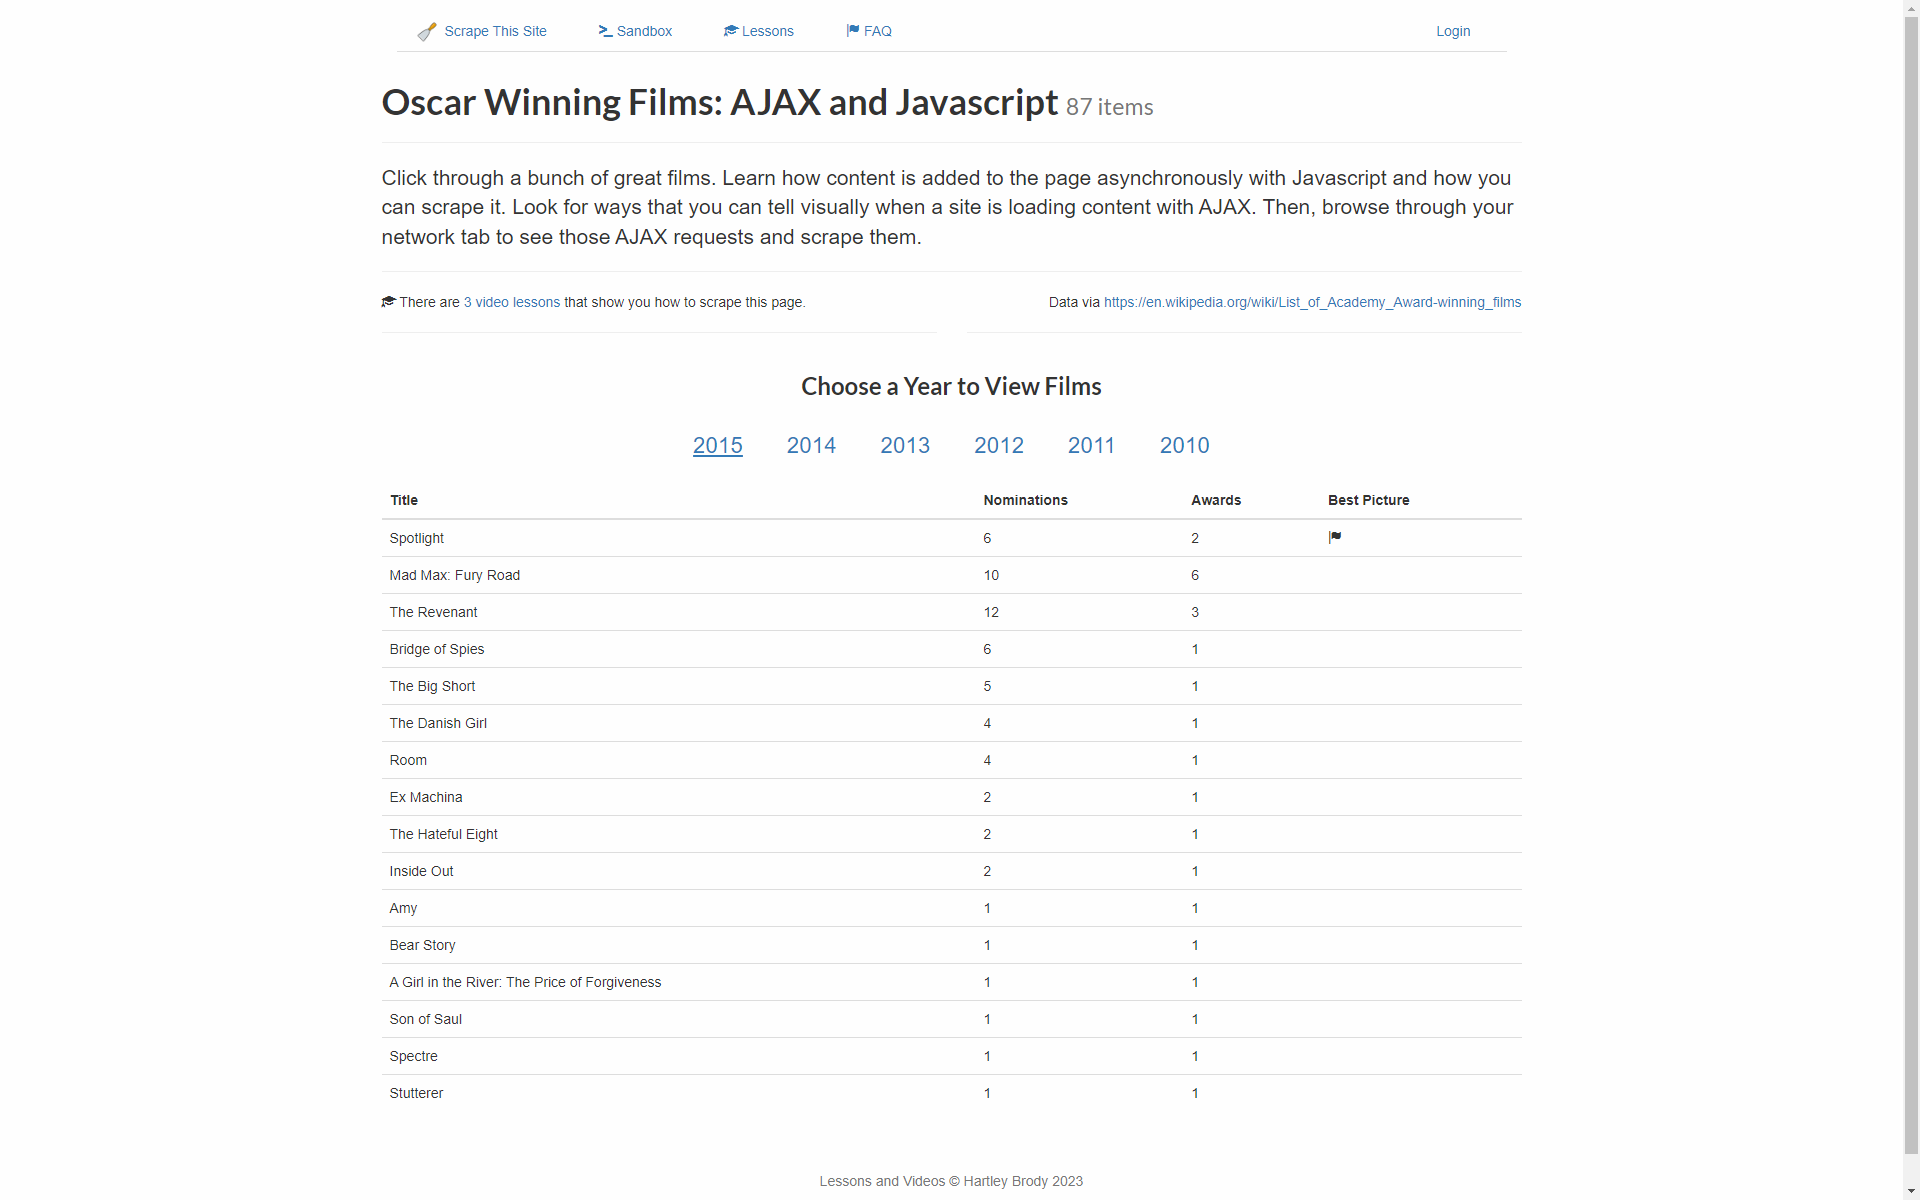 Scrape This Site Sandbox Lessons FAQ Login
Oscar Winning Films: AJAX and Javascript 87 items
Click through a bunch of great films. Learn how content is added to the page asynchronously with Javascript and how you
can scrape it. Look for ways that you can tell visually when a site is loading content with AJAX. Then, browse through your
network tab to see those AJAX requests and scrape them.
There are 3 video lessons that show you how to scrape this page. Data via https://en.wikipedia.org/wiki/List_of_Academy_Award-winning_films
Choose a Year to View Films
2015 2014 2013 2012 2011 2010
Title Nominations Awards Best Picture
Spotlight 6 2
Mad Max: Fury Road 10 6
The Revenant 12 3
Bridge of Spies 6 1
The Big Short 5 1
The Danish Girl 4 1
Room 4 1
Ex Machina 2 1
The Hateful Eight 2 1
Inside Out 2 1
Amy 1 1
Bear Story 1 1
A Girl in the River: The Price of Forgiveness 1 1
Son of Saul 1 1
Spectre 1 1
Stutterer 1 1
Lessons and Videos © Hartley Brody 2023